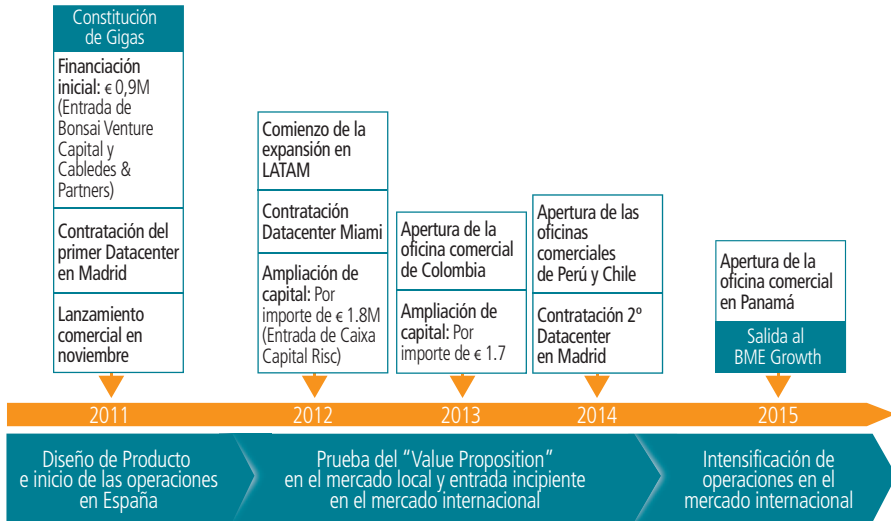 Constitución
de Gigas
Financiación
inicial: € 0,9M
(Entrada de
Bonsai Venture
Capital y
Cabledes &
Partners)
Contratación del
primer Datacenter
en Madrid
Lanzamiento
comercial en
noviembre
Comienzo de la
expansión en
LATAM
Contratación
Datacenter Miami
Ampliación de
capital: Por
importe de € 1.8M
(Entrada de Caixa
Capital Risc)
Apertura de la
oficina comercial
de Colombia
Ampliación de
capital: Por
importe de € 1.7
Apertura de las
oficinas
comerciales
de Perú y Chile
Contratación 2º
Datacenter
en Madrid
Apertura de la
oficina comercial
en Panamá
Salida al
BME Growth
2011
2012
2013
2014
2015
Diseño de Producto
e inicio de las operaciones
en España
Prueba del “Value Proposition”
en el mercado local y entrada incipiente
en el mercado internacional
Intensificación de
operaciones en el
mercado internacional